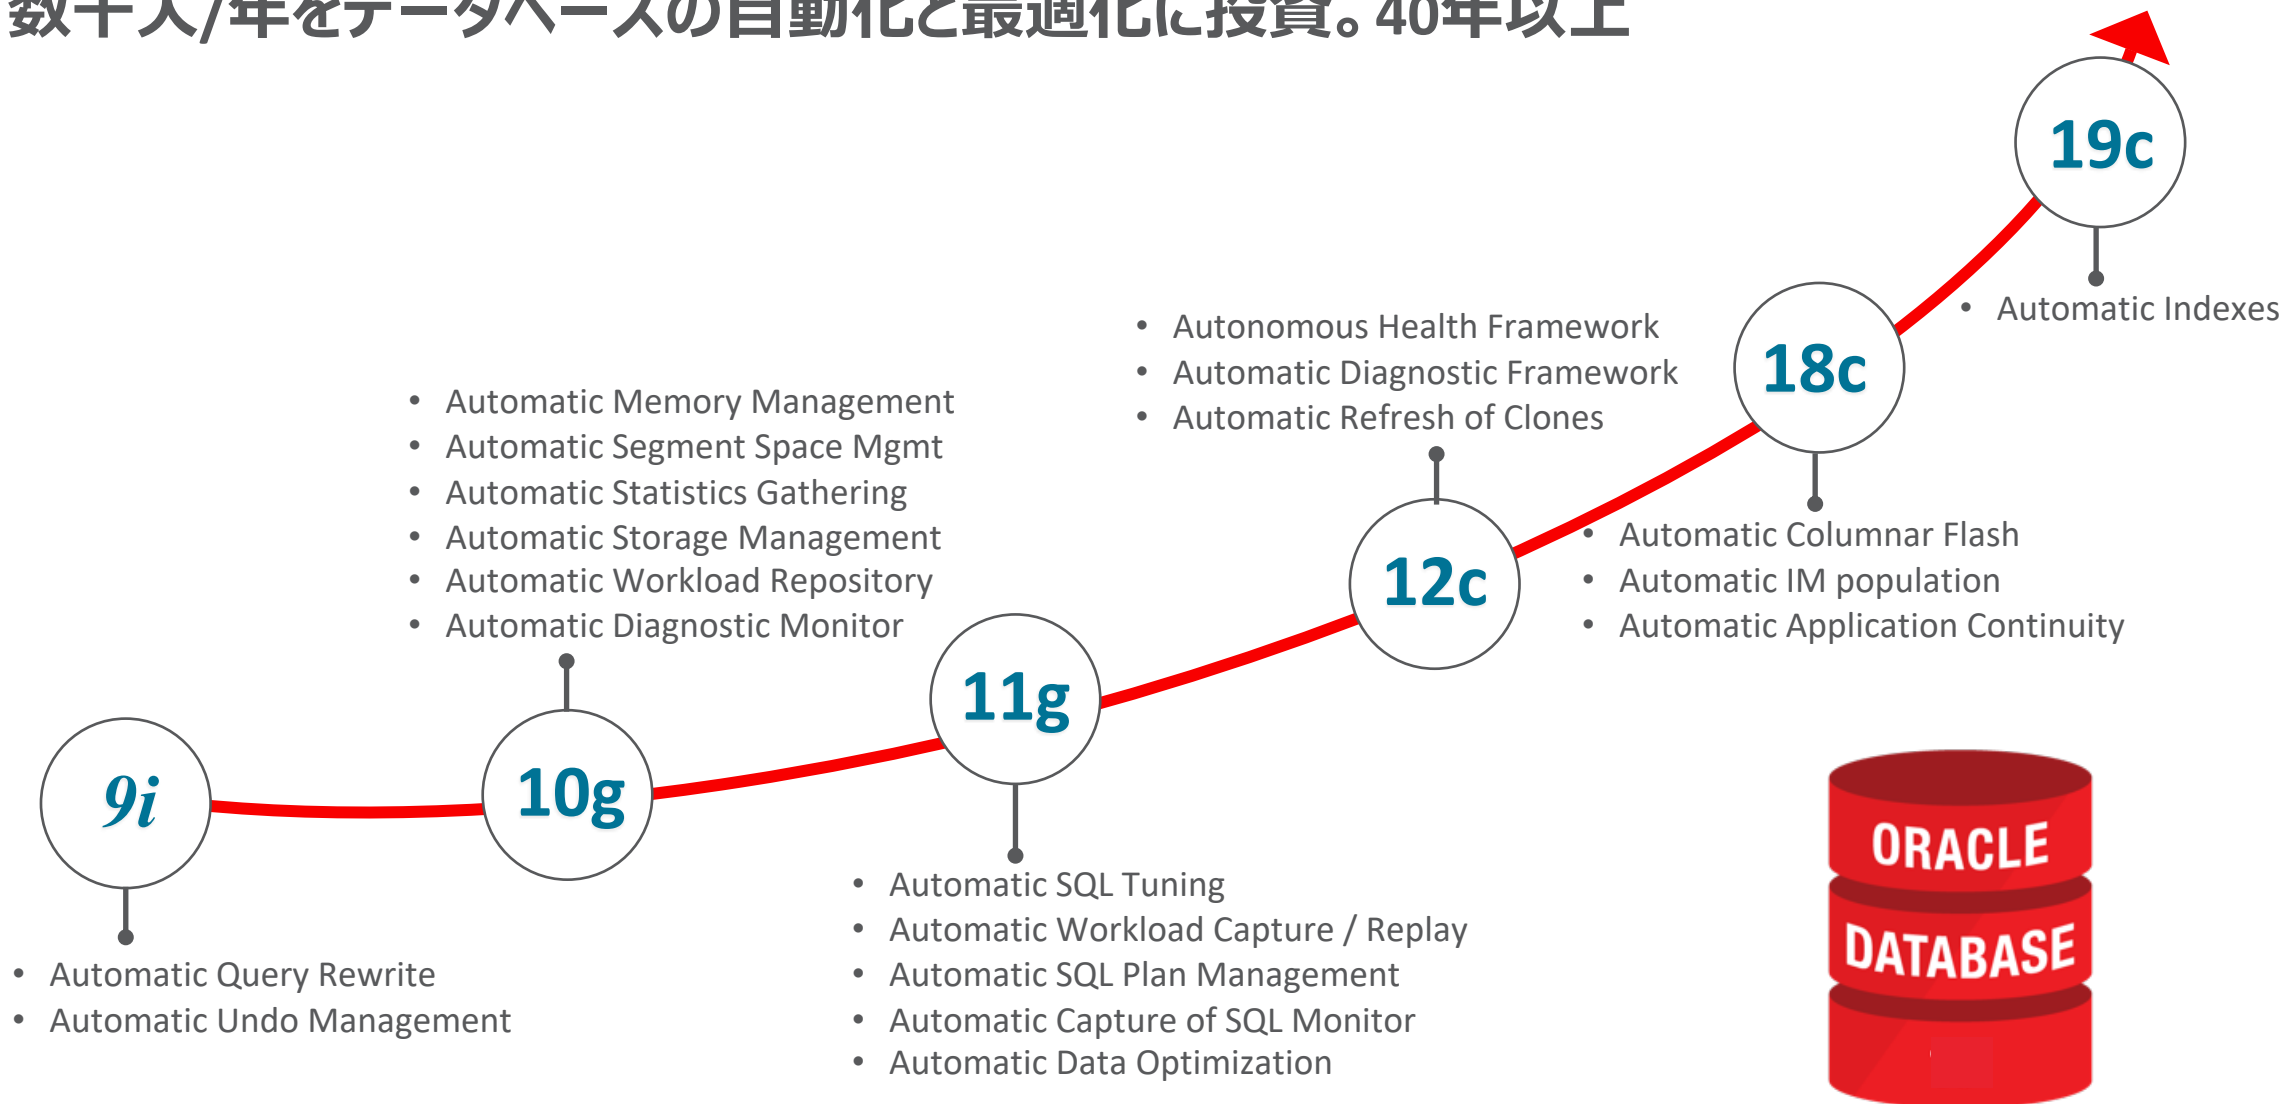 数千人/年をデータベースの自動化と最適化に投資。40年以上
9i
• Automatic Query Rewrite
• Automatic Undo Management
10g
• Automatic Memory Management
• Automatic Segment Space Mgmt
• Automatic Statistics Gathering
• Automatic Storage Management
• Automatic Workload Repository
• Automatic Diagnostic Monitor
11g
• Automatic SQL Tuning
• Automatic Workload Capture / Replay
• Automatic SQL Plan Management
• Automatic Capture of SQL Monitor
• Automatic Data Optimization
12c
• Autonomous Health Framework
• Automatic Diagnostic Framework
• Automatic Refresh of Clones
18c
• Automatic Columnar Flash
• Automatic IM population
• Automatic Application Continuity
19c
• Automatic Indexes
ORACLE
DATABASE